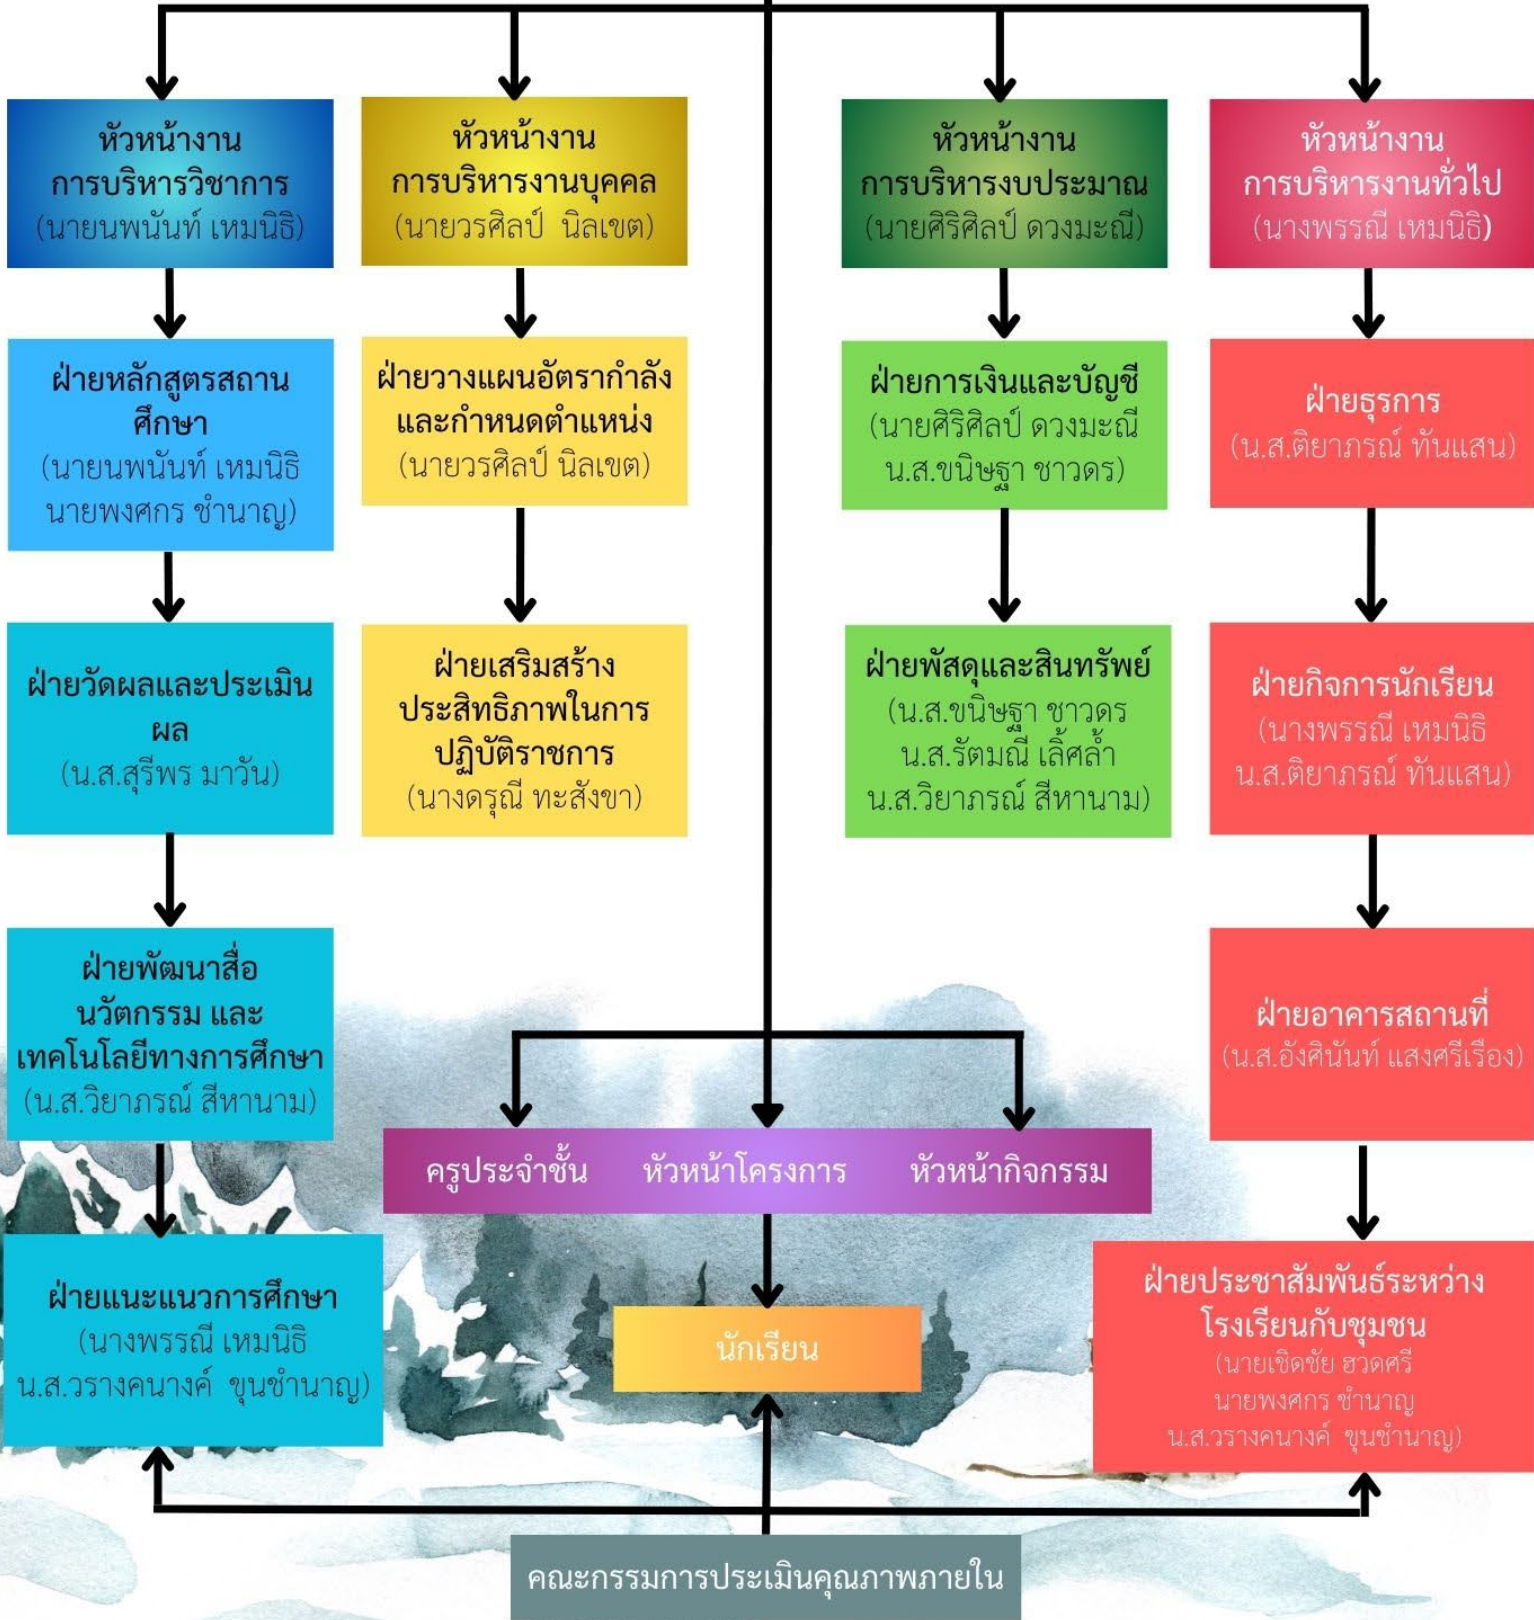 หัวหน้างาน
การบริหารวิชาการ
(นายนพนันท์ เหมนิธิ)
หัวหน้างาน
การบริหารงานบุคคล
(นายวรศิลป์ นิลเขต)
หัวหน้างาน
การบริหารงบประมาณ
(นายศิริศิลป์ ดวงมะณี)
หัวหน้างาน
การบริหารงานทั่วไป
(นางพรรณี เหมนิธิ)
ฝ่ายหลักสูตรสถาน
ศึกษา
(นายนพนันท์ เหมนิธิ
นายพงศกร ชำนาญ)
ฝ่ายวางแผนอัตรากำลัง
และกำหนดตำแหน่ง
(นายวรศิลป์ นิลเขต)
ฝ่ายการเงินและบัญชี
(นายศิริศิลป์ ดวงมะณี
น.ส.ขนิษฐา ชาวดร)
ฝ่ายธุรการ
(น.ส.ติยาภรณ์ ทันแสน)
ฝ่ายวัดผลและประเมิน
ผล
(น.ส.สุรีพร มาวัน)
ฝ่ายเสริมสร้าง
ประสิทธิภาพในการ
ปฏิบัติราชการ
(นางดรุณี ทะสังขา)
ฝ่ายพัสดุและสินทรัพย์
(น.ส.ขนิษฐา ชาวดร
น.ส.รัตมณี เลิ้ศล้ำ
น.ส.วิยาภรณ์ สีหานาม)
ฝ่ายกิจการนักเรียน
(นางพรรณี เหมนิธิ
น.ส.ติยาภรณ์ ทันแสน)
ฝ่ายพัฒนาสื่อ
นวัตกรรม และ
เทคโนโลยีทางการศึกษา
(น.ส.วิยาภรณ์ สีหานาม)
ฝ่ายอาคารสถานที่
(น.ส.อังศินันท์ แสงศรีเรือง)
ครูประจำชั้น หัวหน้าโครงการ หัวหน้ากิจกรรม
ฝ่ายแนะแนวการศึกษา
(นางพรรณี เหมนิธิ
น.ส.วรางคนางค์ ขุนชำนาญ)
นักเรียน
ฝ่ายประชาสัมพันธ์ระหว่าง
โรงเรียนกับชุมชน
(นายเชิดชัย ฮวดศรี
นายพงศกร ชำนาญ
น.ส.วรางคนางค์ ขุนชำนาญ)
คณะกรรมการประเมินคุณภาพภายใน